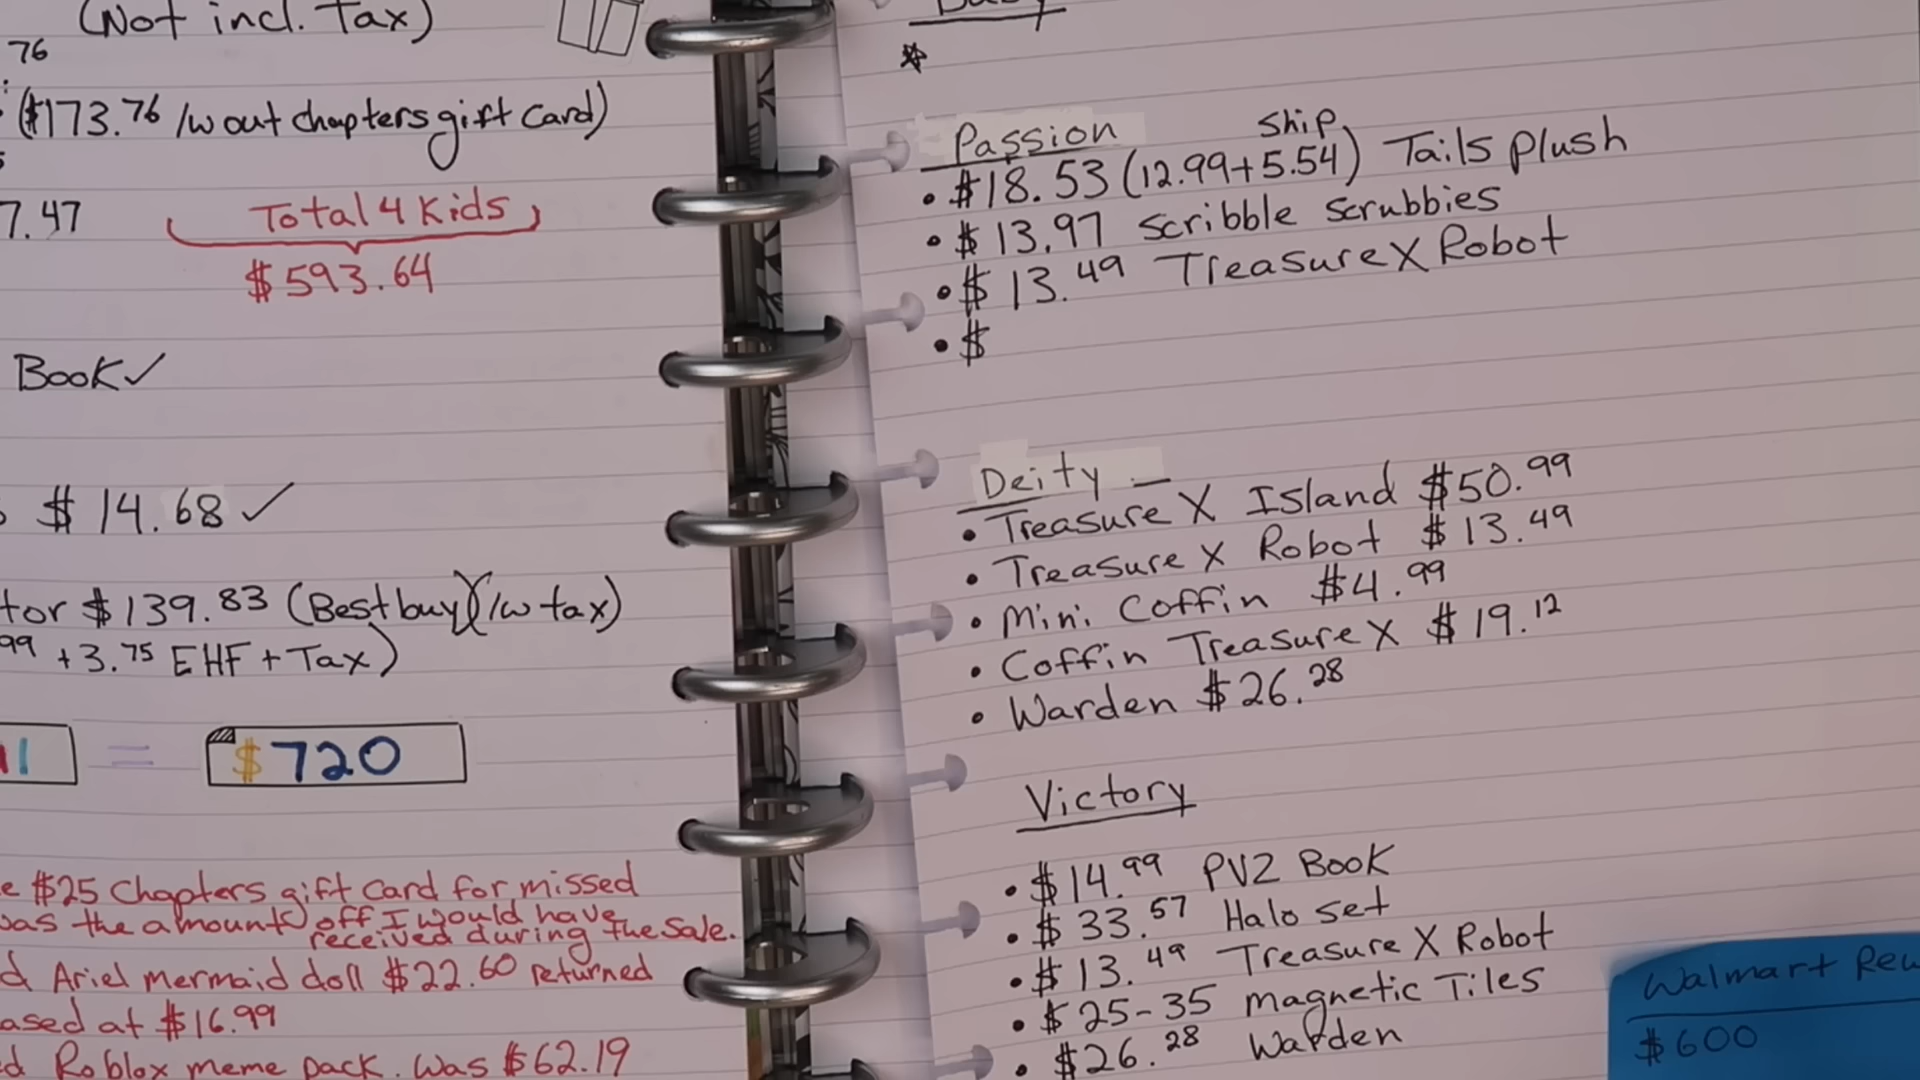 (Not incl. Tax)
76
($173.76 /w out chapters gift card)
7.47
Total 4 Kids
$593.64
Book✓
$ 14.68 ✓
tor $139.83 (Bestbuy)(/w tax)
99 +3.75 EHF + Tax)
= $720
e $25 Chapters gift card for missed
was the amount off I would have
received during the sale.
d Ariel mermaid doll $22.60 returned
ased at $16.99
d Roblox meme pack. Was $62.19
Passion
Ship
• $18.53 (12.99+5.54) Tails Plush
• $13.97 Scribble Scrubbies
• $13.49 Treasure X Robot
• $
Deity
• Treasure X Island $50.99
• Treasure X Robot $13.49
• Mini Coffin $4.99
• Coffin Treasure X $19.12
• Warden $26.28
Victory
• $14.99 PVZ Book
• $33.57 Halo set
• $13.49 Treasure X Robot
• $25-35 Magnetic Tiles
• $26.28 Warden
Walmart Rew
$600